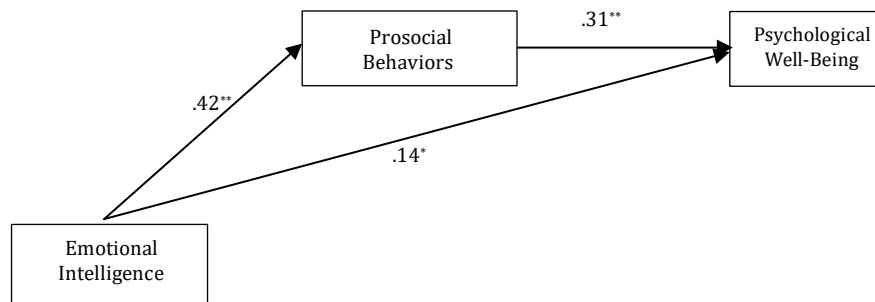 Prosocial
Behaviors
.31**
Psychological
Well-Being
.42**
.14*
Emotional
Intelligence